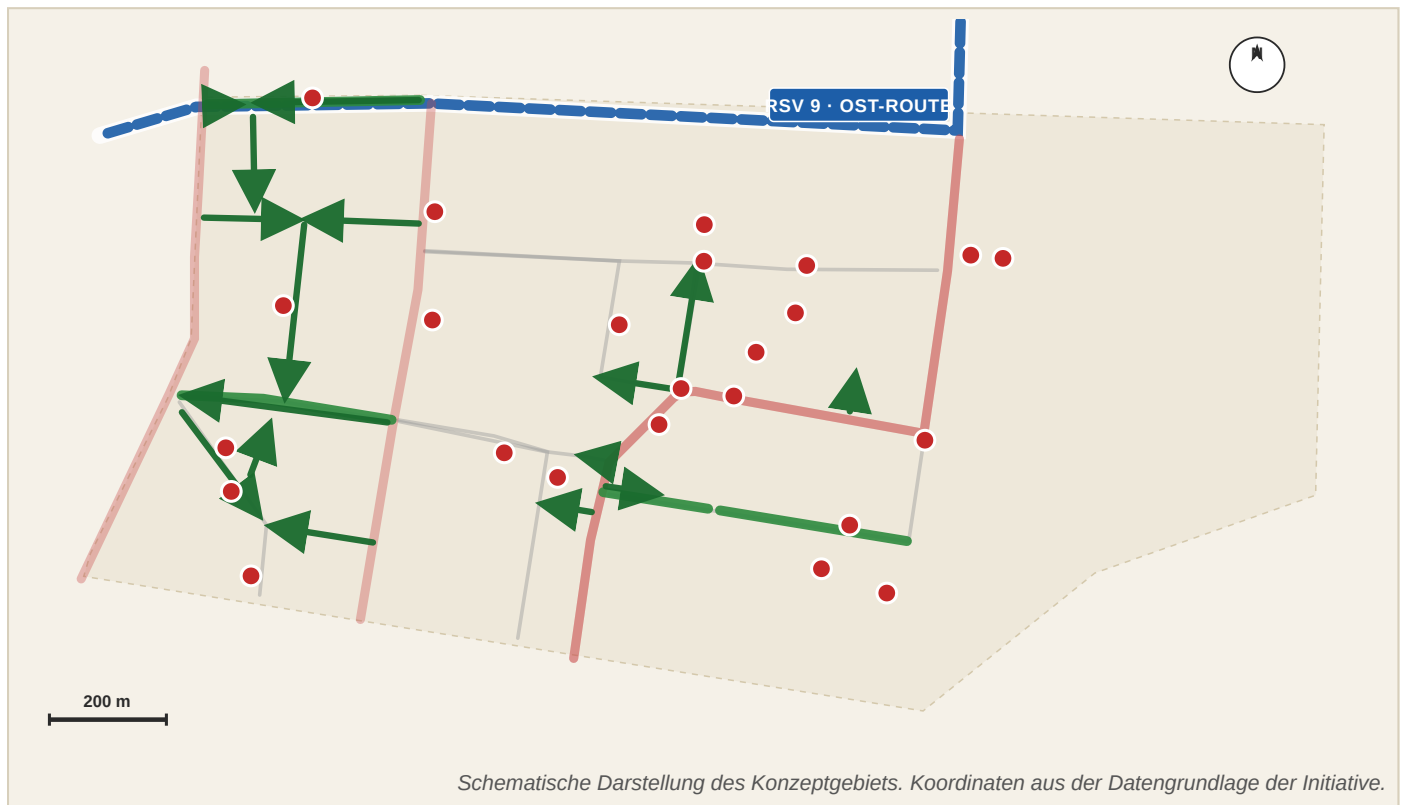 RSV 9 · OST-ROUTE
200 m
Schematische Darstellung des Konzeptgebiets. Koordinaten aus der Datengrundlage der Initiative.